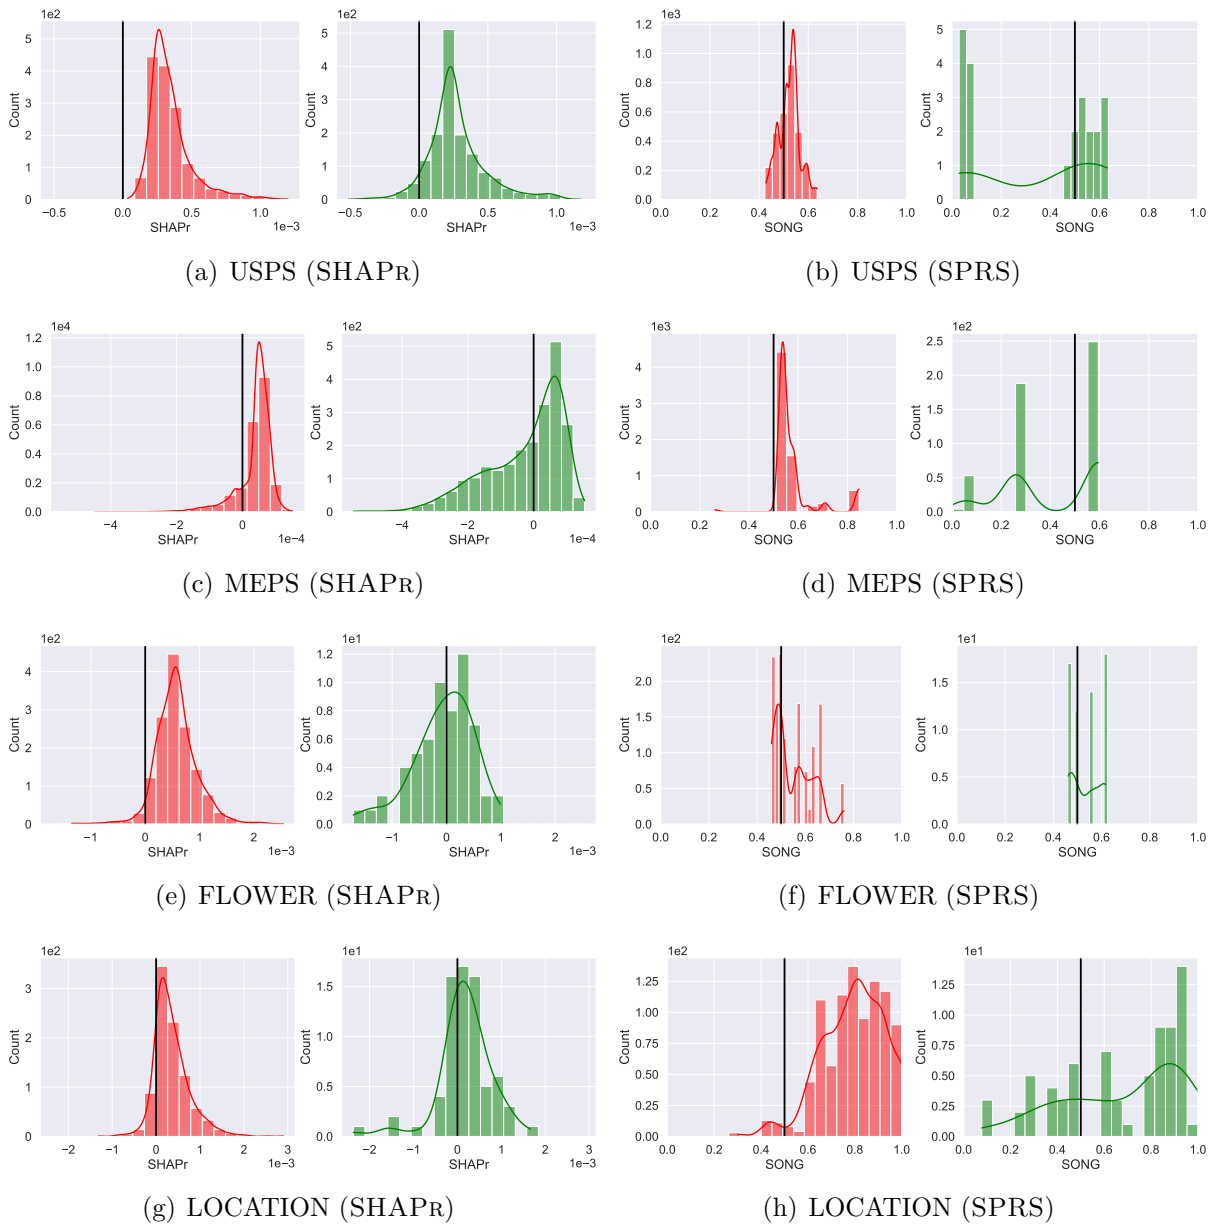 5e2
5
4
3
2
1
0
Count
−0.5 0.0 0.5 1.0
SHAPr
1e−3
5e2
5
4
3
2
1
0
Count
−0.5 0.0 0.5 1.0
SHAPr
1e−3
(a) USPS (SHAPr)
1e3
1.2
1.0
0.8
0.6
0.4
0.2
0.0
Count
0.0 0.2 0.4 0.6 0.8 1.0
SONG
5
4
3
2
1
0
Count
0.0 0.2 0.4 0.6 0.8 1.0
SONG
(b) USPS (SPRS)
1e4
1.2
1.0
0.8
0.6
0.4
0.2
0.0
Count
−4 −2 0
SHAPr
1e−4
1e2
5
4
3
2
1
0
Count
−4 −2 0
SHAPr
1e−4
(c) MEPS (SHAPr)
1e3
4
3
2
1
0
Count
0.0 0.2 0.4 0.6 0.8 1.0
SONG
1e2
2.5
2.0
1.5
1.0
0.5
0.0
Count
0.0 0.2 0.4 0.6 0.8 1.0
SONG
(d) MEPS (SPRS)
1e2
4
3
2
1
0
Count
−1 0 1 2
SHAPr
1e−3
1e1
1.2
1.0
0.8
0.6
0.4
0.2
0.0
Count
−1 0 1 2
SHAPr
1e−3
(e) FLOWER (SHAPr)
1e2
2.0
1.5
1.0
0.5
0.0
Count
0.0 0.2 0.4 0.6 0.8 1.0
SONG
1e1
1.5
1.0
0.5
0.0
Count
0.0 0.2 0.4 0.6 0.8 1.0
SONG
(f) FLOWER (SPRS)
1e2
3
2
1
0
Count
−2 −1 0 1 2 3
SHAPr
1e−3
1e1
1.5
1.0
0.5
0.0
Count
−2 −1 0 1 2 3
SHAPr
1e−3
(g) LOCATION (SHAPr)
1e2
1.25
1.00
0.75
0.50
0.25
0.00
Count
0.0 0.2 0.4 0.6 0.8 1.0
SONG
1e1
1.25
1.00
0.75
0.50
0.25
0.00
Count
0.0 0.2 0.4 0.6 0.8 1.0
SONG
(h) LOCATION (SPRS)